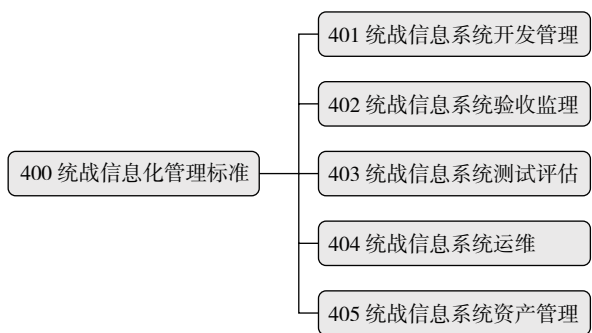 401 统战信息系统开发管理
402 统战信息系统验收监理
400 统战信息化管理标准
403 统战信息系统测试评估
404 统战信息系统运维
405 统战信息系统资产管理